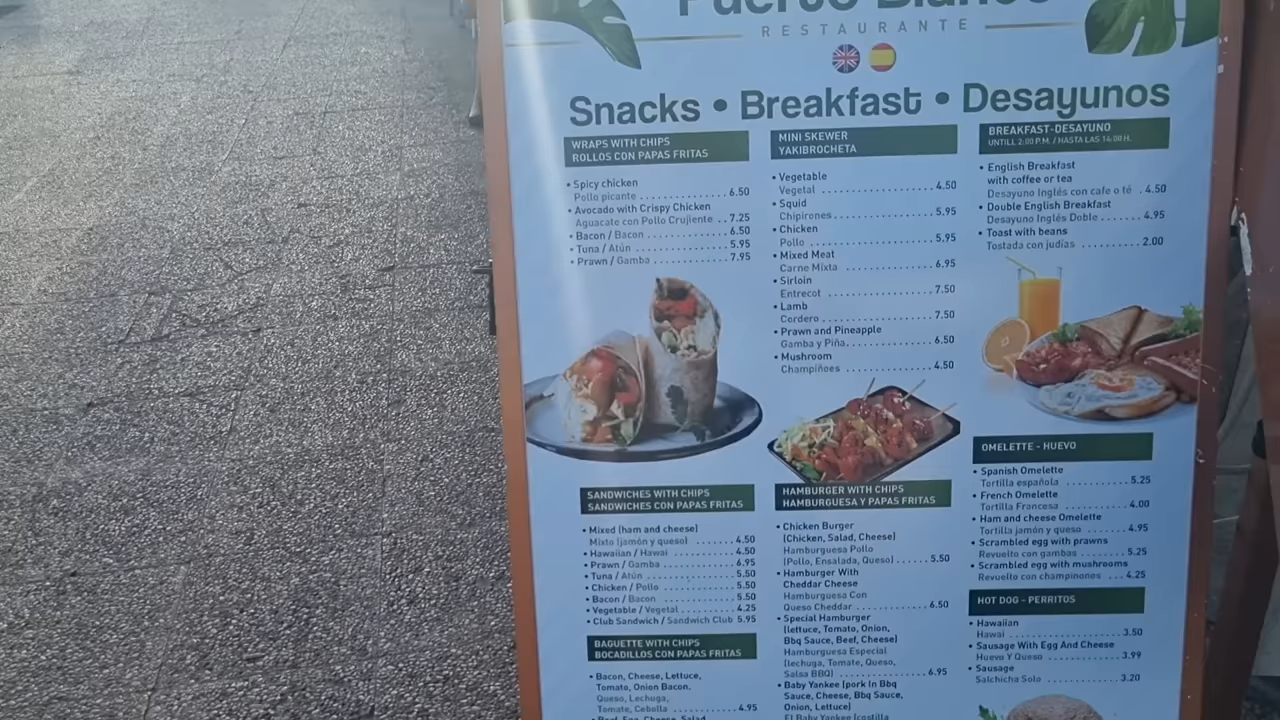 Puerto Blanco
RESTAURANTE
Snacks • Breakfast • Desayunos
WRAPS WITH CHIPS
ROLLOS CON PAPAS FRITAS
• Spicy chicken
Pollo picante ........... 6.50
• Avocado with Crispy Chicken
Aguacate con Pollo Crujiente .. 7.25
• Bacon / Bacon ........... 6.50
• Tuna / Atún ........... 5.95
• Prawn / Gamba ........... 7.95
MINI SKEWER
YAKIBROCHETA
• Vegetable
Vegetal ........... 4.50
• Squid
Chipirones ........... 5.95
• Chicken
Pollo ........... 5.95
• Mixed Meat
Carne Mixta ........... 6.95
• Sirloin
Entrecot ........... 7.50
• Lamb
Cordero ........... 7.50
• Prawn and Pineapple
Gamba y Piña ........... 6.50
• Mushroom
Champiñoes ........... 4.50
BREAKFAST-DESAYUNO
UNTILL 2:00 P.M. / HASTA LAS 14:00 H.
• English Breakfast
with coffee or tea
Desayuno Inglés con cafe o té . 4.50
• Double English Breakfast
Desayuno Inglés Doble ....... 4.95
• Toast with beans
Tostada con judías .......... 2.00
SANDWICHES WITH CHIPS
SANDWICHES CON PAPAS FRITAS
• Mixed (ham and cheese)
Mixto (jamón y queso) ....... 4.50
• Hawaiian / Hawai ........... 4.50
• Prawn / Gamba ........... 6.95
• Tuna / Atún ........... 5.50
• Chicken / Pollo ........... 5.50
• Bacon / Bacon ........... 5.50
• Vegetable / Vegetal ........... 4.25
• Club Sandwich / Sandwich Club 5.95
HAMBURGER WITH CHIPS
HAMBURGUESA Y PAPAS FRITAS
• Chicken Burger
(Chicken, Salad, Cheese)
Hamburguesa Pollo
(Pollo, Ensalada, Queso) ...... 5.50
• Hamburger With
Cheddar Cheese
Hamburguesa Con
Queso Cheddar ........... 6.50
• Special Hamburger
(lettuce, Tomato, Onion,
Bbq Sauce, Beef, Cheese)
Hamburguesa Especial
(lechuga, Tomate, Queso,
Salsa BBQ) ........... 6.95
• Baby Yankee (pork In Bbq
Sauce, Cheese, Bbq Sauce,
Onion, Lettuce)
El Baby Yankee (costilla
OMELETTE - HUEVO
• Spanish Omelette
Tortilla española ........... 5.25
• French Omelette
Tortilla Francesa ........... 4.00
• Ham and cheese Omelette
Tortilla jamón y queso ....... 4.95
• Scrambled egg with prawns
Revuelto con gambas ........... 5.25
• Scrambled egg with mushrooms
Revuelto con champinones .... 4.25
HOT DOG - PERRITOS
• Hawaiian
Hawai ........... 3.50
• Sausage With Egg And Cheese
Huevo Y Queso ........... 3.99
• Sausage
Salchicha Solo ........... 3.20
BAGUETTE WITH CHIPS
BOCADILLOS CON PAPAS FRITAS
• Bacon, Cheese, Lettuce,
Tomato, Onion Bacon.
Queso, Lechuga,
Tomate, Cebolla ........... 4.95
• Beef, Egg, Cheese, Salad